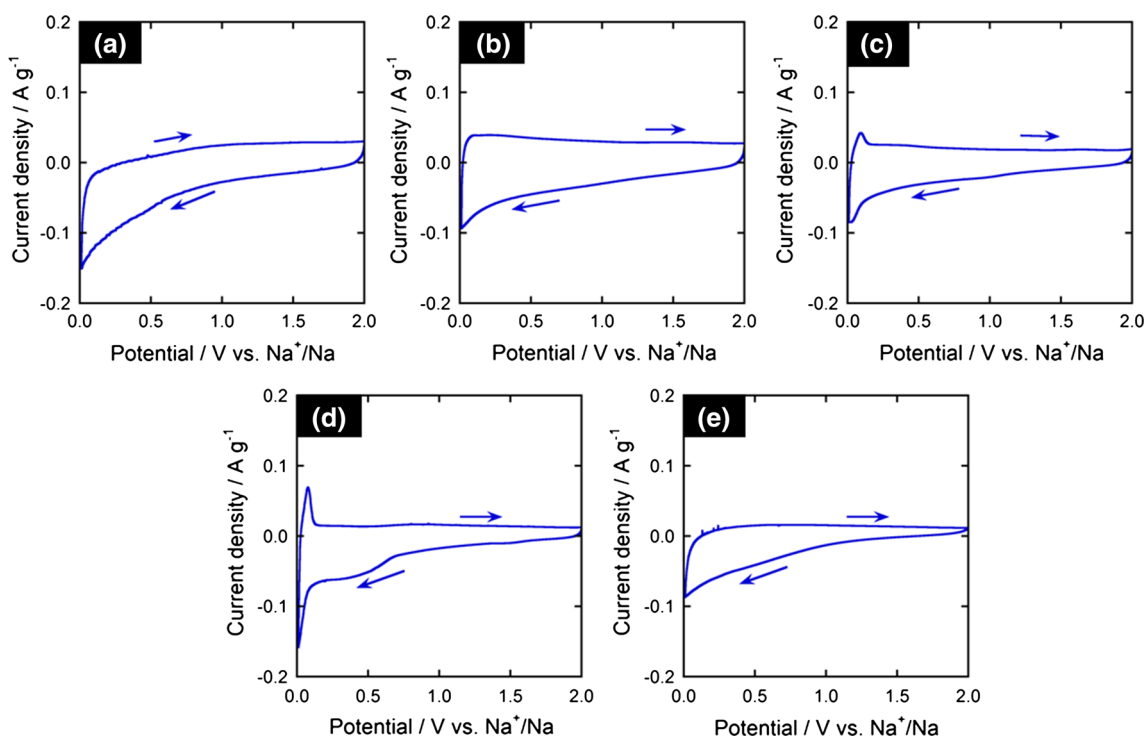 (a)
Current density / A g⁻¹
0.2
0.1
0.0
-0.1
-0.2
0.0 0.5 1.0 1.5 2.0
Potential / V vs. Na⁺/Na
(b)
Current density / A g⁻¹
0.2
0.1
0.0
-0.1
-0.2
0.0 0.5 1.0 1.5 2.0
Potential / V vs. Na⁺/Na
(c)
Current density / A g⁻¹
0.2
0.1
0.0
-0.1
-0.2
0.0 0.5 1.0 1.5 2.0
Potential / V vs. Na⁺/Na
(d)
Current density / A g⁻¹
0.2
0.1
0.0
-0.1
-0.2
0.0 0.5 1.0 1.5 2.0
Potential / V vs. Na⁺/Na
(e)
Current density / A g⁻¹
0.2
0.1
0.0
-0.1
-0.2
0.0 0.5 1.0 1.5 2.0
Potential / V vs. Na⁺/Na